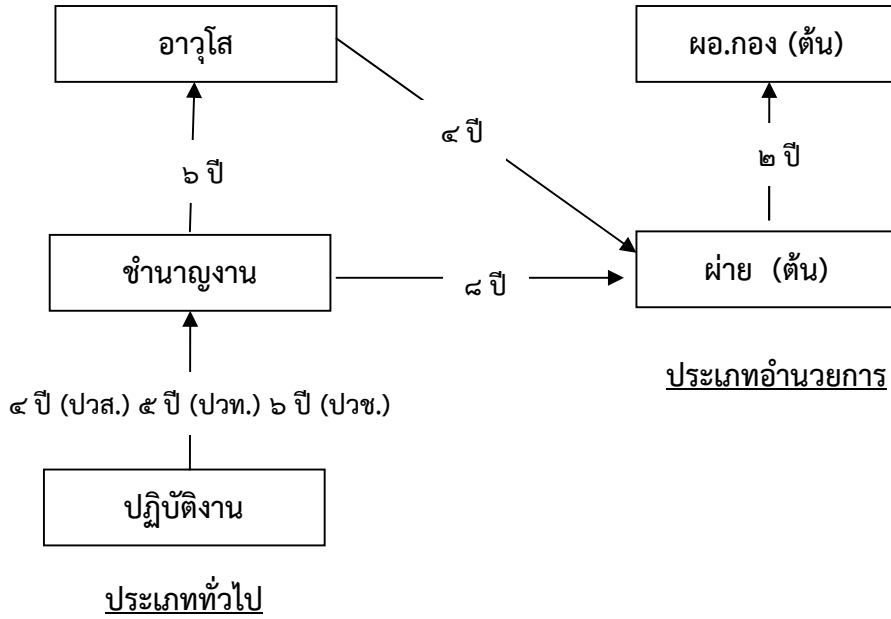 อาวุโส
ผอ.กอง (ต้น)
๔ ปี
๖ ปี
๒ ปี
ชำนาญงาน
๘ ปี
ฝ่าย (ต้น)
ประเภทอำนวยการ
๔ ปี (ปวส.) ๕ ปี (ปวท.) ๖ ปี (ปวช.)
ปฏิบัติงาน
ประเภททั่วไป